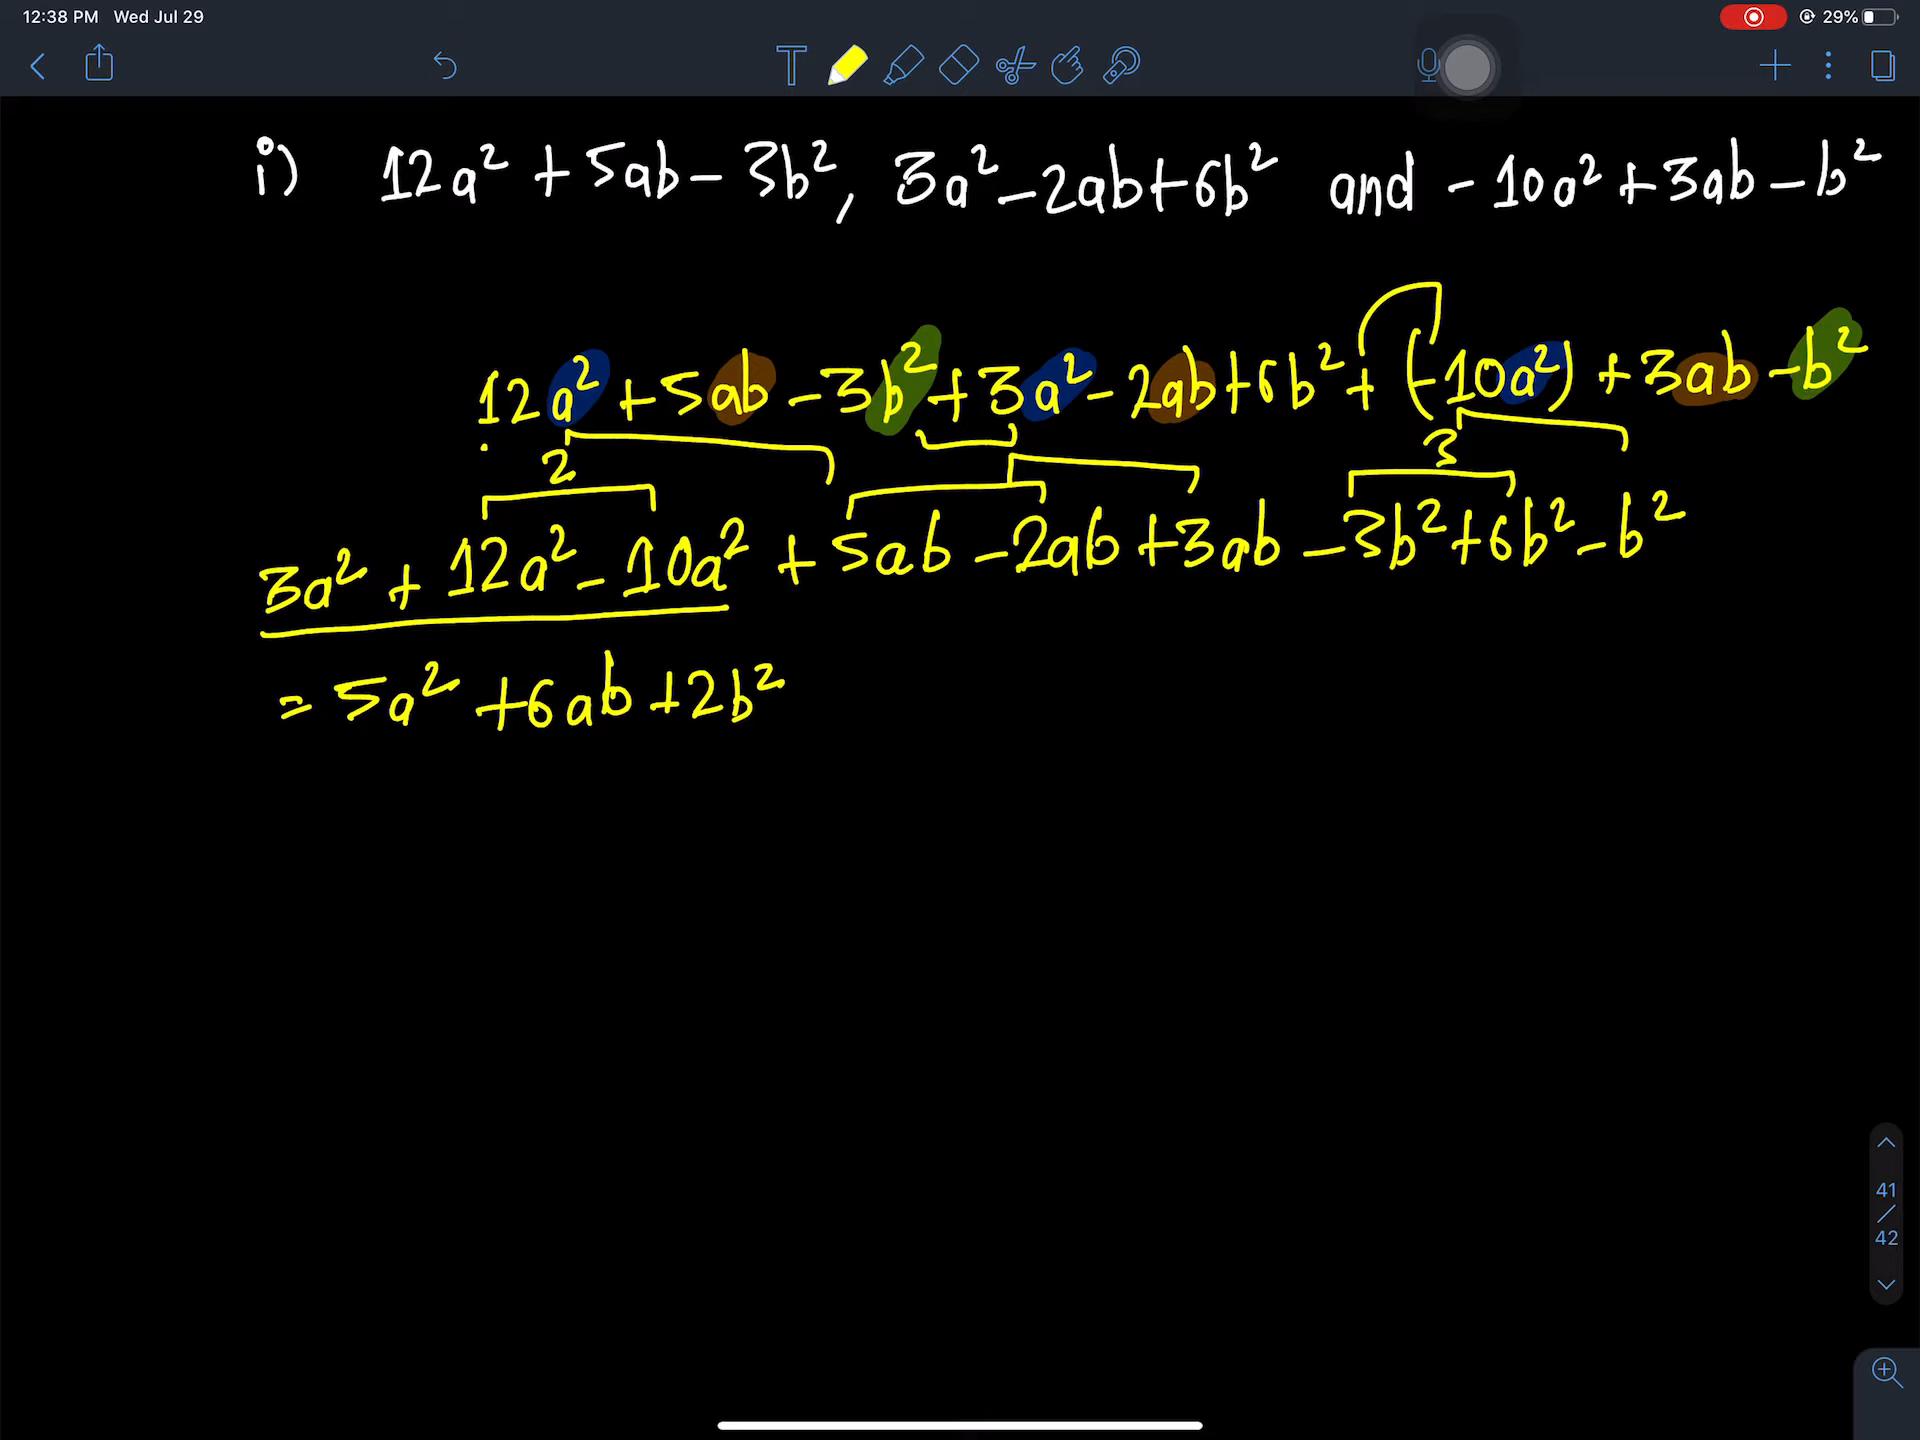 12:38 PM Wed Jul 29 29%
i) 12a² + 5ab - 3b², 3a² - 2ab + 6b² and - 10a² + 3ab - b²
12a² + 5ab - 3b² + 3a² - 2ab + 6b² + (-10a²) + 3ab - b²
2 3
3a² + 12a² - 10a² + 5ab - 2ab + 3ab - 3b² + 6b² - b²
= 5a² + 6ab + 2b²
41
/
42